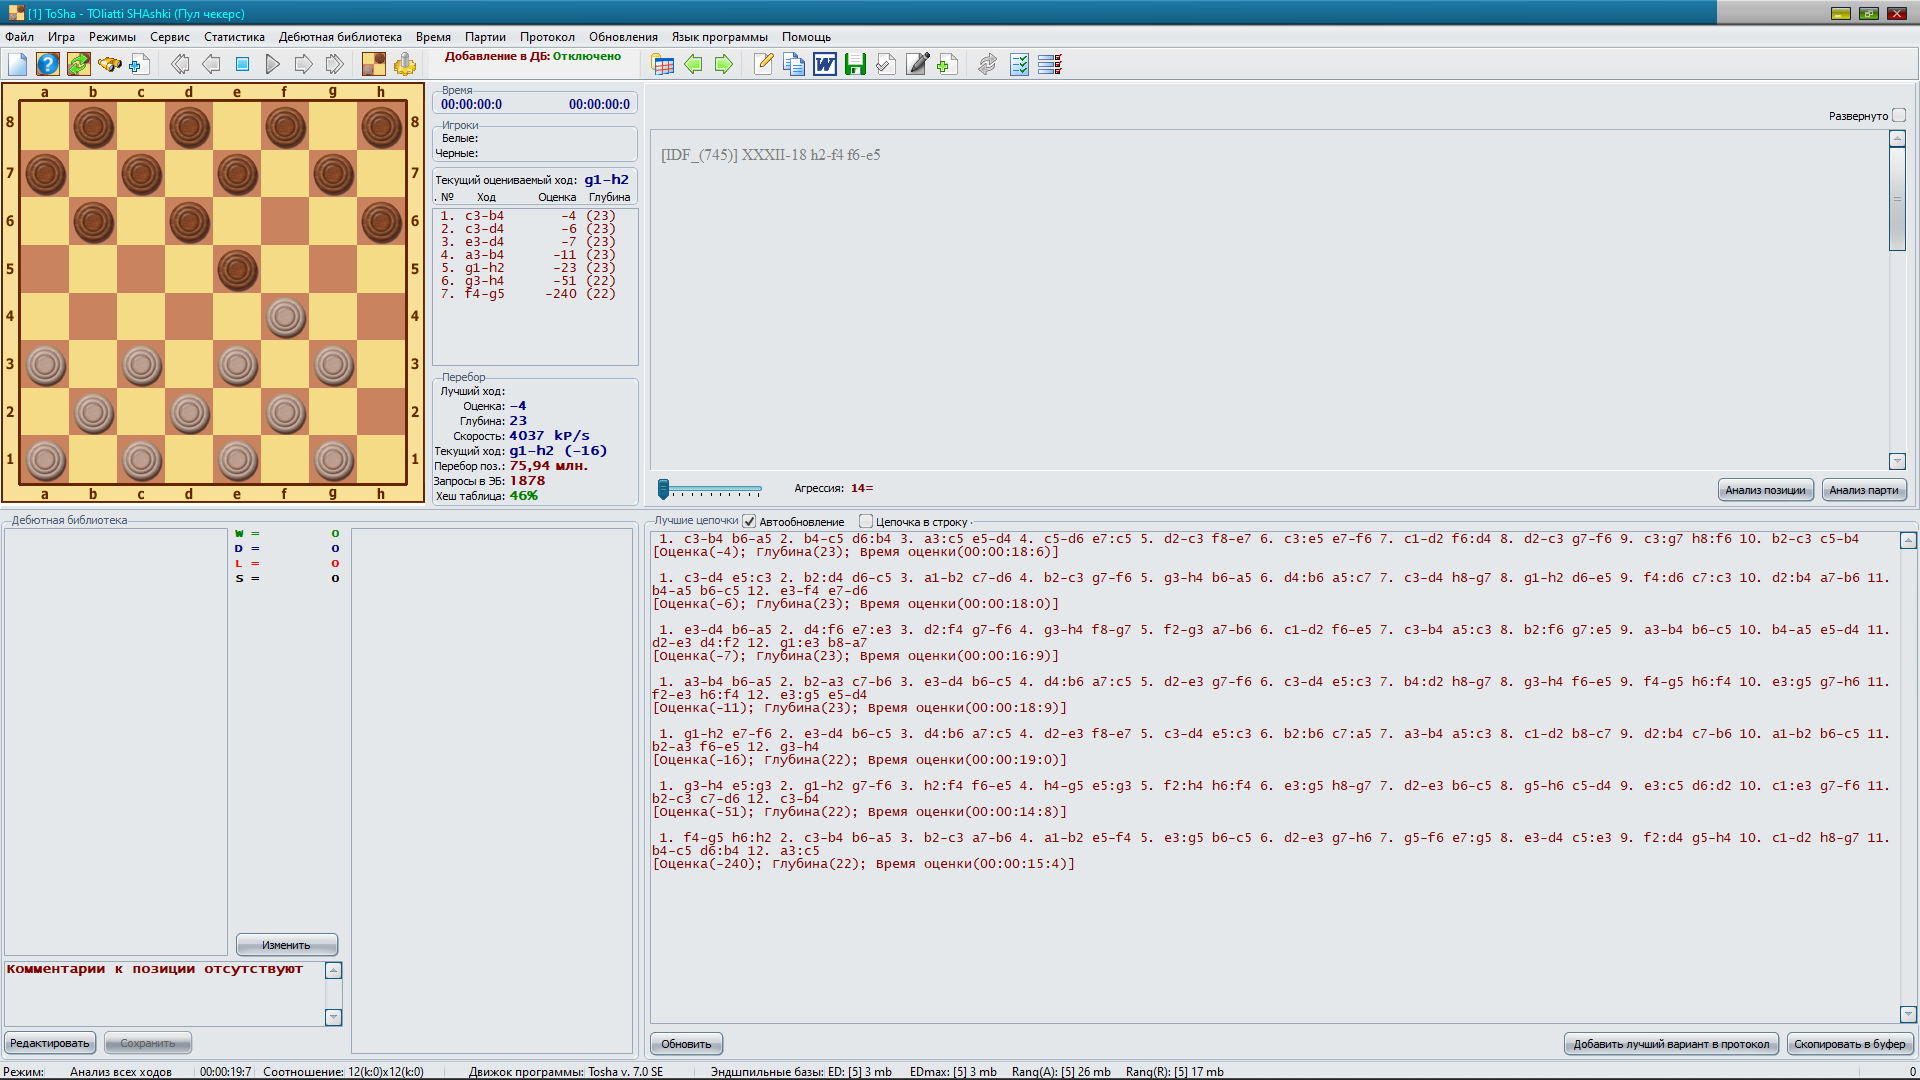 [1] ToSha - TOliatti SHAshki (Пул чекерс)
Файл Игра Режимы Сервис Статистика Дебютная библиотека Время Партии Протокол Обновления Язык программы Помощь
Добавление в ДБ: Отключено
a b c d e f g h
8 8
7 7
6 6
5 5
4 4
3 3
2 2
1 1
a b c d e f g h
Время
00:00:00:0 00:00:00:0
Игроки
Белые:
Черные:
Текущий оцениваемый ход: g1-h2
. № Ход Оценка Глубина
1. c3-b4 -4 (23)
2. c3-d4 -6 (23)
3. e3-d4 -7 (23)
4. a3-b4 -11 (23)
5. g1-h2 -23 (23)
6. g3-h4 -51 (22)
7. f4-g5 -240 (22)
Перебор
Лучший ход:
Оценка: -4
Глубина: 23
Скорость: 4037 kP/s
Текущий ход: g1-h2 (-16)
Перебор поз.: 75,94 млн.
Запросы в ЭБ: 1878
Хеш таблица: 46%
Развернуто
[IDF_(745)] XXXII-18 h2-f4 f6-e5
Агрессия: 14=
Анализ позиции Анализ парти
Дебютная библиотека
W = 0
D = 0
L = 0
S = 0
Изменить
Комментарии к позиции отсутствуют
Редактировать Сохранить
Лучшие цепочки Автообновление Цепочка в строку
1. c3-b4 b6-a5 2. b4-c5 d6:b4 3. a3:c5 e5-d4 4. c5-d6 e7:c5 5. d2-c3 f8-e7 6. c3:e5 e7-f6 7. c1-d2 f6:d4 8. d2-c3 g7-f6 9. c3:g7 h8:f6 10. b2-c3 c5-b4
[Оценка(-4); Глубина(23); Время оценки(00:00:18:6)]
1. c3-d4 e5:c3 2. b2:d4 d6-c5 3. a1-b2 c7-d6 4. b2-c3 g7-f6 5. g3-h4 b6-a5 6. d4:b6 a5:c7 7. c3-d4 h8-g7 8. g1-h2 d6-e5 9. f4:d6 c7:c3 10. d2:b4 a7-b6 11.
b4-a5 b6-c5 12. e3-f4 e7-d6
[Оценка(-6); Глубина(23); Время оценки(00:00:18:0)]
1. e3-d4 b6-a5 2. d4:f6 e7:e3 3. d2:f4 g7-f6 4. g3-h4 f8-g7 5. f2-g3 a7-b6 6. c1-d2 f6-e5 7. c3-b4 a5:c3 8. b2:f6 g7:e5 9. a3-b4 b6-c5 10. b4-a5 e5-d4 11.
d2-e3 d4:f2 12. g1:e3 b8-a7
[Оценка(-7); Глубина(23); Время оценки(00:00:16:9)]
1. a3-b4 b6-a5 2. b2-a3 c7-b6 3. e3-d4 b6-c5 4. d4:b6 a7:c5 5. d2-e3 g7-f6 6. c3-d4 e5:c3 7. b4:d2 h8-g7 8. g3-h4 f6-e5 9. f4-g5 h6:f4 10. e3:g5 g7-h6 11.
f2-e3 h6:f4 12. e3:g5 e5-d4
[Оценка(-11); Глубина(23); Время оценки(00:00:18:9)]
1. g1-h2 e7-f6 2. e3-d4 b6-c5 3. d4:b6 a7:c5 4. d2-e3 f8-e7 5. c3-d4 e5:c3 6. b2:b6 c7:a5 7. a3-b4 a5:c3 8. c1-d2 b8-c7 9. d2:b4 c7-b6 10. a1-b2 b6-c5 11.
b2-a3 f6-e5 12. g3-h4
[Оценка(-16); Глубина(22); Время оценки(00:00:19:0)]
1. g3-h4 e5:g3 2. g1-h2 g7-f6 3. h2:f4 f6-e5 4. h4-g5 e5:g3 5. f2:h4 h6:f4 6. e3:g5 h8-g7 7. d2-e3 b6-c5 8. g5-h6 c5-d4 9. e3:c5 d6:d2 10. c1:e3 g7-f6 11.
b2-c3 c7-d6 12. c3-b4
[Оценка(-51); Глубина(22); Время оценки(00:00:14:8)]
1. f4-g5 h6:h2 2. c3-b4 b6-a5 3. b2-c3 a7-b6 4. a1-b2 e5-f4 5. e3:g5 b6-c5 6. d2-e3 g7-h6 7. g5-f6 e7:g5 8. e3-d4 c5:e3 9. f2:d4 g5-h4 10. c1-d2 h8-g7 11.
b4-c5 d6:b4 12. a3:c5
[Оценка(-240); Глубина(22); Время оценки(00:00:15:4)]
Обновить Добавить лучший вариант в протокол Скопировать в буфер
Режим: Анализ всех ходов 00:00:19:7 Соотношение: 12(k:0)x12(k:0) Движок программы: Tosha v. 7.0 SE Эндшпильные базы: ED: [5] 3 mb EDmax: [5] 3 mb Rang(A): [5] 26 mb Rang(R): [5] 17 mb 0